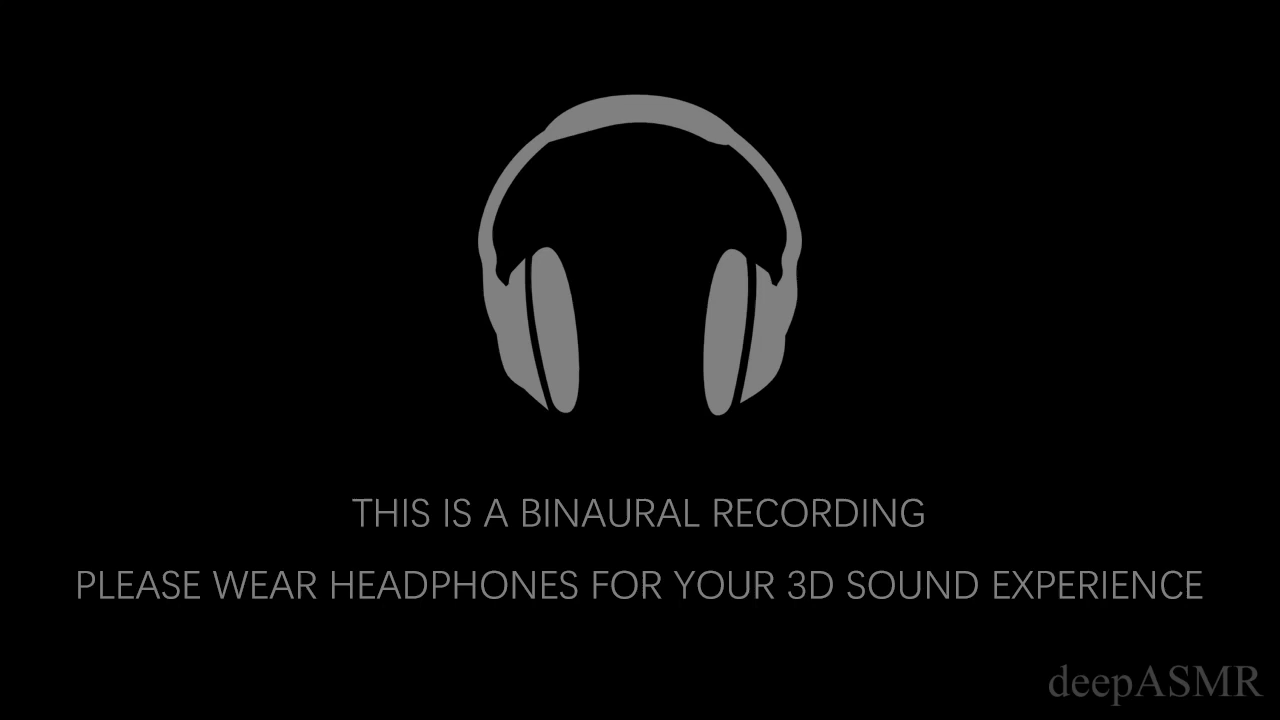 THIS IS A BINAURAL RECORDING
PLEASE WEAR HEADPHONES FOR YOUR 3D SOUND EXPERIENCE
deepASMR